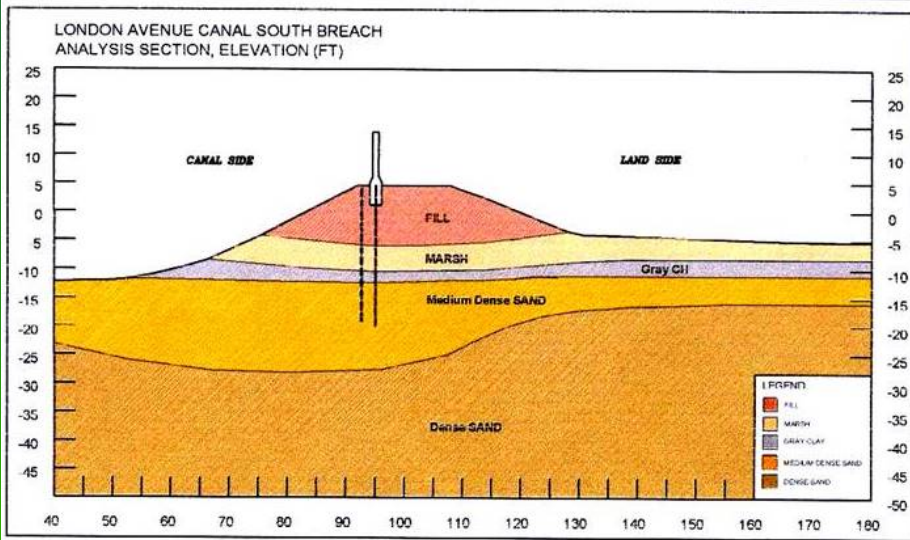 LONDON AVENUE CANAL SOUTH BREACH
ANALYSIS SECTION, ELEVATION (FT)
25 25
20 20
15 15
10 CANAL SIDE LAND SIDE 10
5 5
0 FILL 0
5 -5
-10 MARSH Gray CH -10
-15 Medium Dense SAND -15
-20 -20
-25 -25
-30 -30
LEGEND
FILL
MARSH
GRAY CLAY
MEDIUM DENSE SAND
DENSE SAND
-35 -35
-40 Dense SAND -40
-45 -45
-50
40 50 60 70 80 90 100 110 120 130 140 150 160 170 180